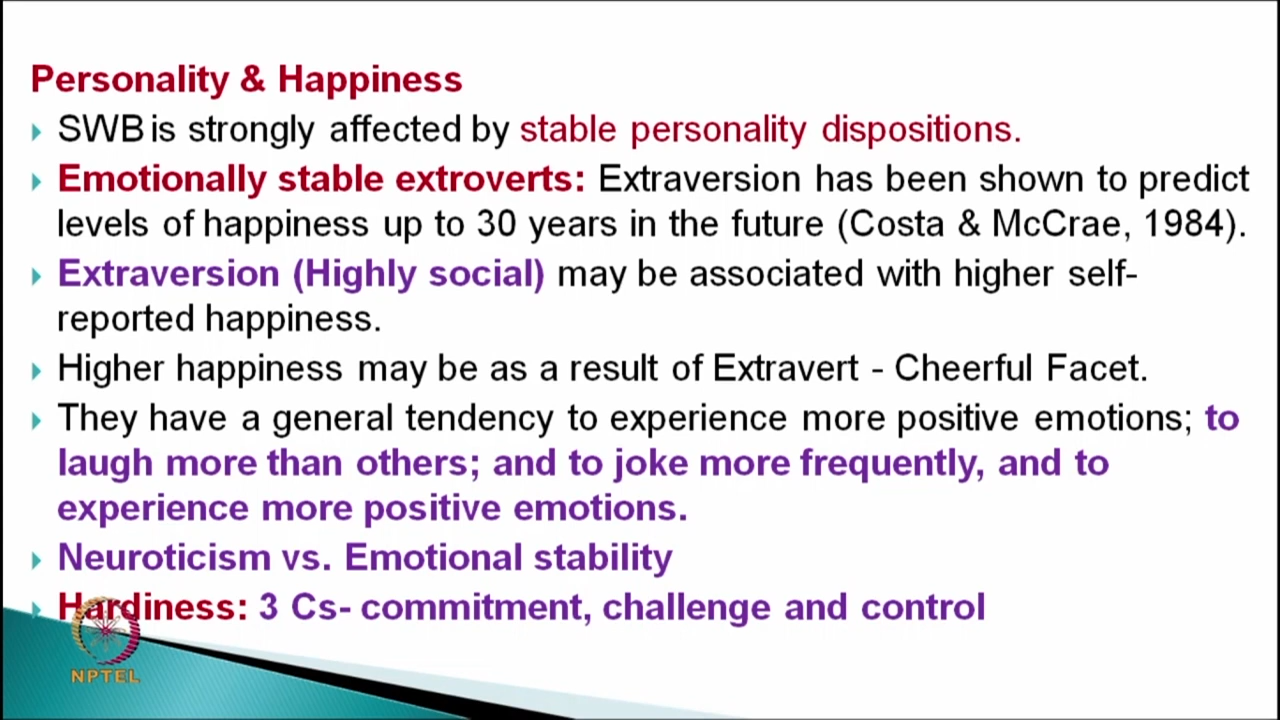 Personality & Happiness
SWB is strongly affected by stable personality dispositions.
Emotionally stable extroverts: Extraversion has been shown to predict
levels of happiness up to 30 years in the future (Costa & McCrae, 1984).
Extraversion (Highly social) may be associated with higher self-
reported happiness.
Higher happiness may be as a result of Extravert - Cheerful Facet.
They have a general tendency to experience more positive emotions; to
laugh more than others; and to joke more frequently, and to
experience more positive emotions.
Neuroticism vs. Emotional stability
Hardiness: 3 Cs- commitment, challenge and control
NPTEL